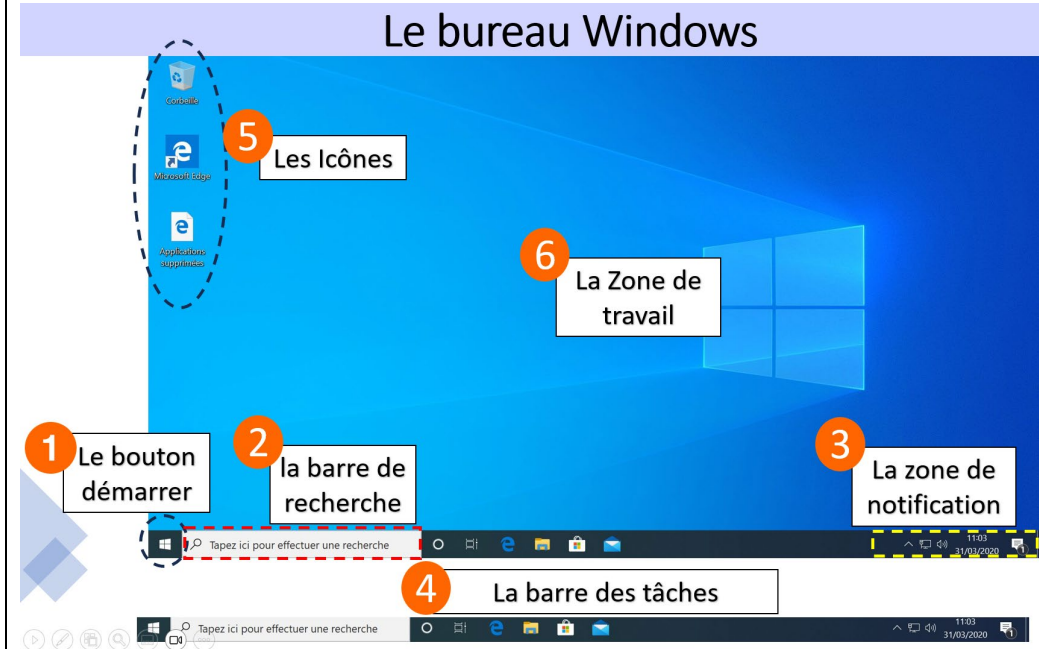 Le bureau Windows
Corbeille
5
Les Icônes
Microsoft Edge
Applications
supprimées
6
La Zone de
travail
1
Le bouton
démarrer
2
la barre de
recherche
3
La zone de
notification
Tapez ici pour effectuer une recherche
11:03
31/03/2020
1
4
La barre des tâches
Tapez ici pour effectuer une recherche
11:03
31/03/2020
1